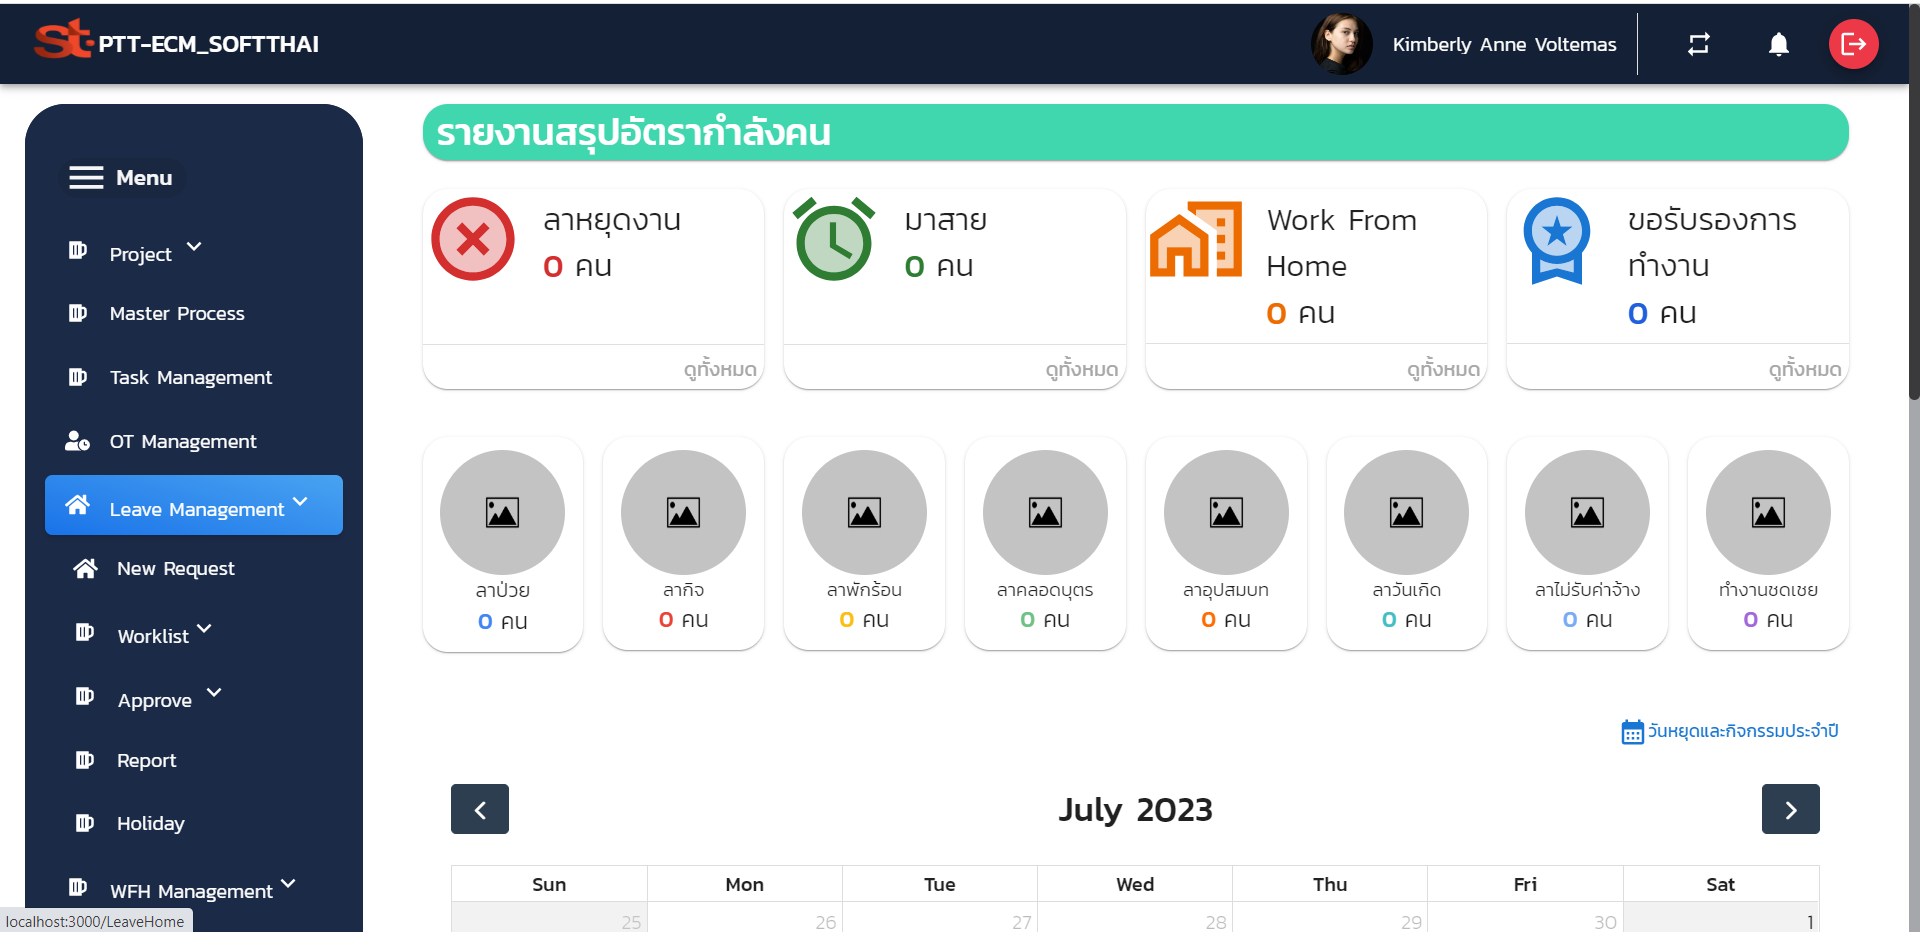 st PTT-ECM_SOFTTHAI
Kimberly Anne Voltemas
Menu
Project
Master Process
Task Management
OT Management
Leave Management
New Request
Worklist
Approve
Report
Holiday
WFH Management
localhost:3000/LeaveHome
รายงานสรุปอัตรากำลังคน
ลาหยุดงาน
0 คน
ดูทั้งหมด
มาสาย
0 คน
ดูทั้งหมด
Work From
Home
0 คน
ดูทั้งหมด
ขอรับรองการ
ทำงาน
0 คน
ดูทั้งหมด
ลาป่วย
0 คน
ลากิจ
0 คน
ลาพักร้อน
0 คน
ลาคลอดบุตร
0 คน
ลาอุปสมบท
0 คน
ลาวันเกิด
0 คน
ลาไม่รับค่าจ้าง
0 คน
ทำงานชดเชย
0 คน
วันหยุดและกิจกรรมประจำปี
July 2023
Sun Mon Tue Wed Thu Fri Sat
25 26 27 28 29 30 1